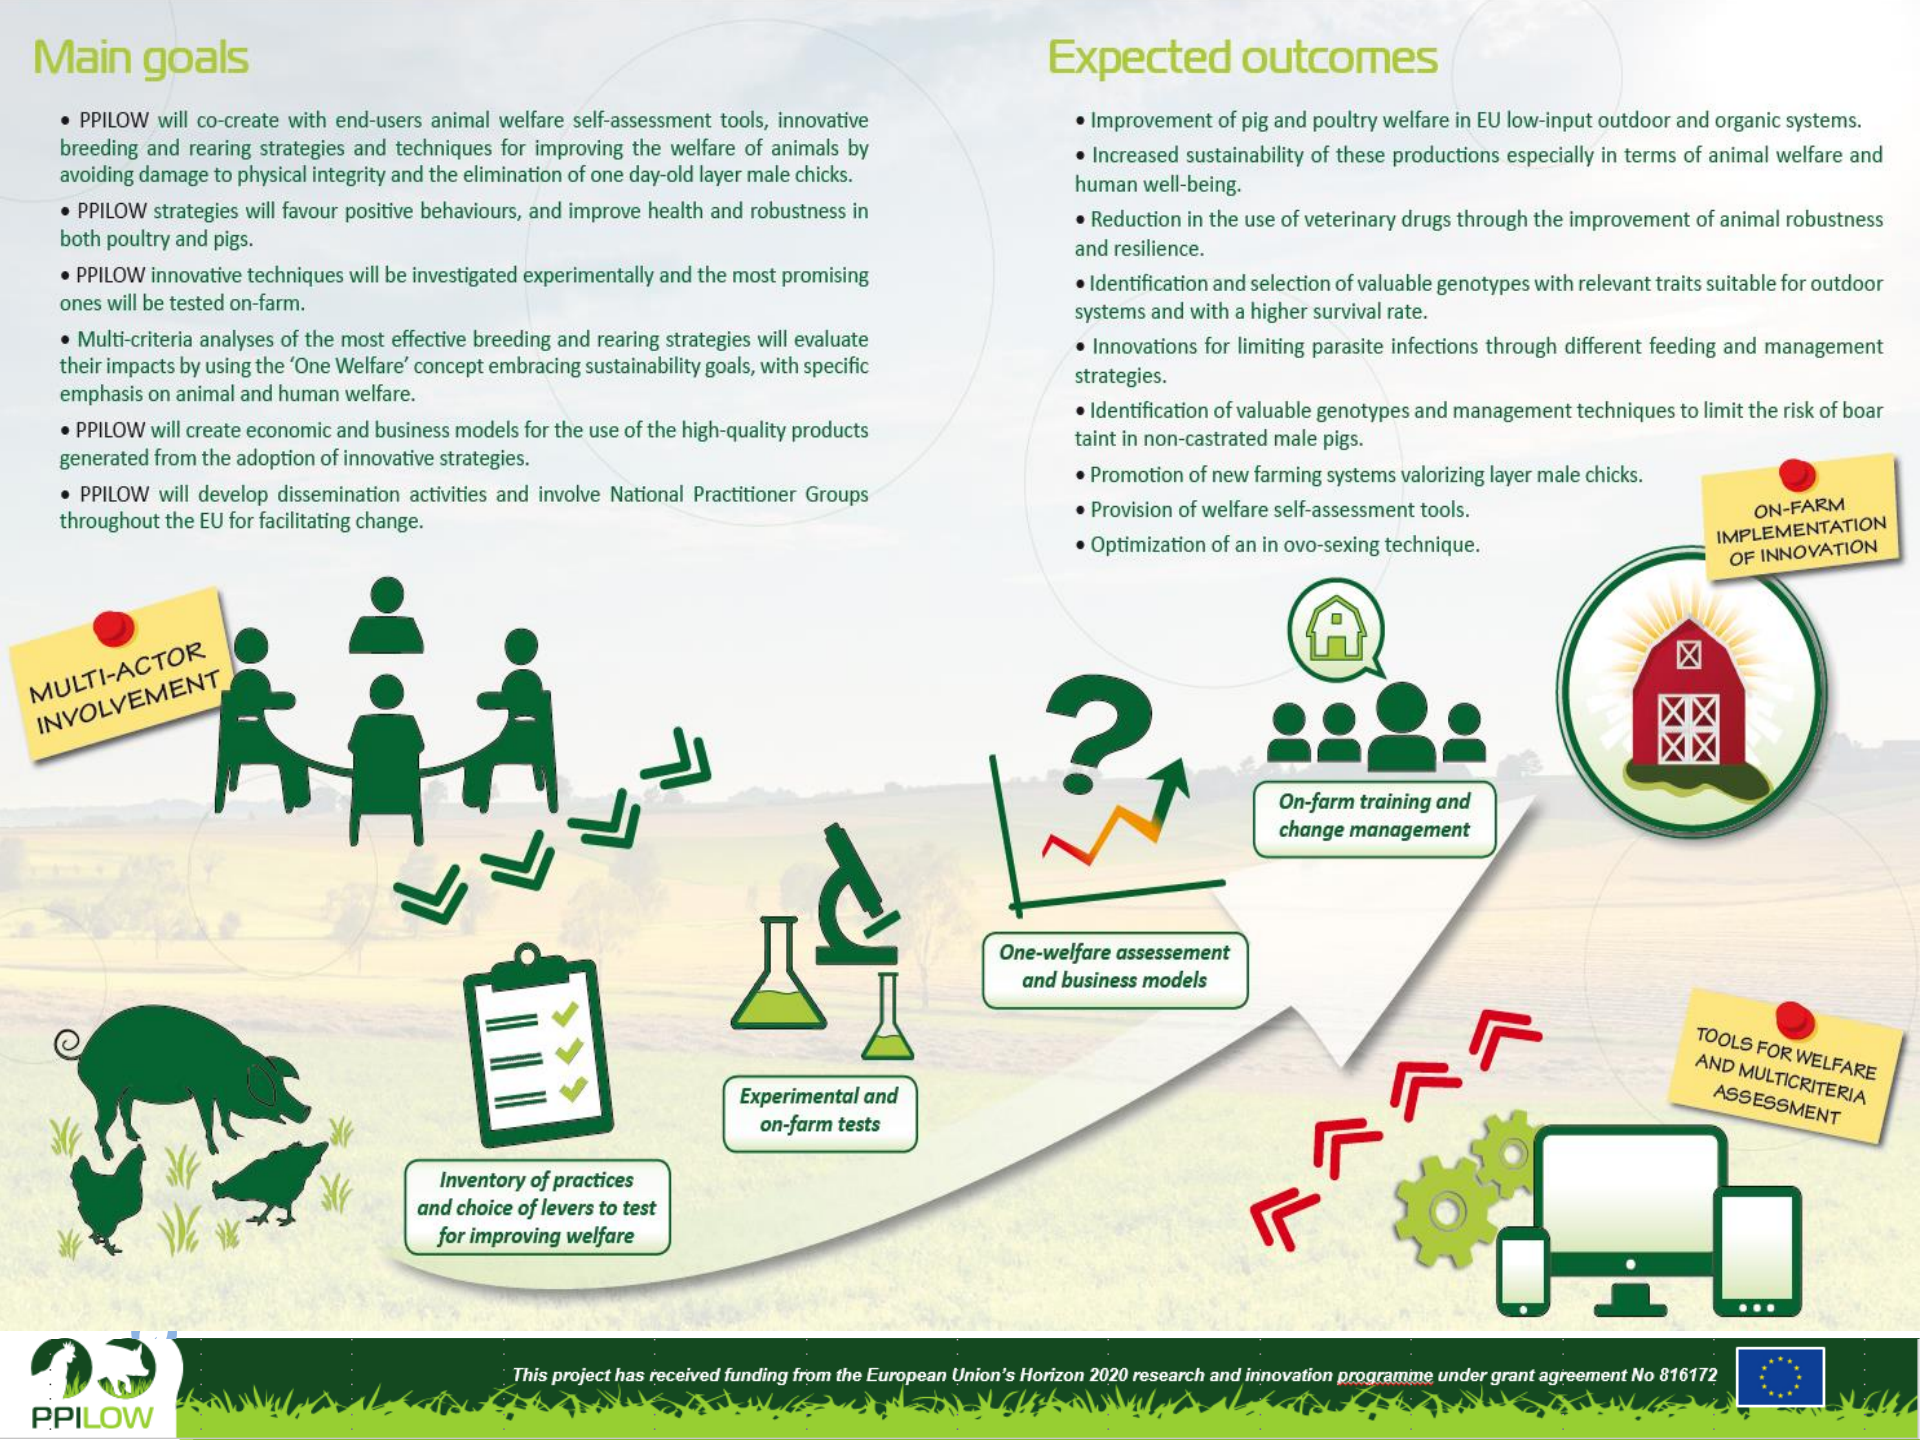 Main goals
• PPILOW will co-create with end-users animal welfare self-assessment tools, innovative
breeding and rearing strategies and techniques for improving the welfare of animals by
avoiding damage to physical integrity and the elimination of one day-old layer male chicks.
• PPILOW strategies will favour positive behaviours, and improve health and robustness in
both poultry and pigs.
• PPILOW innovative techniques will be investigated experimentally and the most promising
ones will be tested on-farm.
• Multi-criteria analyses of the most effective breeding and rearing strategies will evaluate
their impacts by using the ‘One Welfare’ concept embracing sustainability goals, with specific
emphasis on animal and human welfare.
• PPILOW will create economic and business models for the use of the high-quality products
generated from the adoption of innovative strategies.
• PPILOW will develop dissemination activities and involve National Practitioner Groups
throughout the EU for facilitating change.
Expected outcomes
• Improvement of pig and poultry welfare in EU low-input outdoor and organic systems.
• Increased sustainability of these productions especially in terms of animal welfare and
human well-being.
• Reduction in the use of veterinary drugs through the improvement of animal robustness
and resilience.
• Identification and selection of valuable genotypes with relevant traits suitable for outdoor
systems and with a higher survival rate.
• Innovations for limiting parasite infections through different feeding and management
strategies.
• Identification of valuable genotypes and management techniques to limit the risk of boar
taint in non-castrated male pigs.
• Promotion of new farming systems valorizing layer male chicks.
• Provision of welfare self-assessment tools.
• Optimization of an in ovo-sexing technique.
ON-FARM
IMPLEMENTATION
OF INNOVATION
MULTI-ACTOR
INVOLVEMENT
?
On-farm training and
change management
One-welfare assessement
and business models
Experimental and
on-farm tests
Inventory of practices
and choice of levers to test
for improving welfare
TOOLS FOR WELFARE
AND MULTICRITERIA
ASSESSMENT
This project has received funding from the European Union’s Horizon 2020 research and innovation programme under grant agreement No 816172
PPILOW